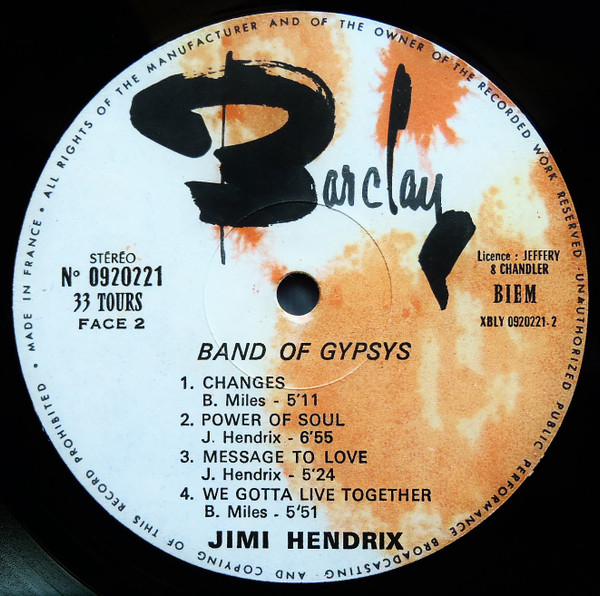 MADE IN FRANCE • ALL RIGHTS OF THE MANUFACTURER AND OF THE OWNER OF THE RECORDED WORK RESERVED • UNAUTHORIZED PUBLIC PERFORMANCE BROADCASTING AND COPYING OF THIS RECORD PROHIBITED •
Barclay
STÉRÉO
N° 0920221
33 TOURS
FACE 2
Licence : JEFFERY
& CHANDLER
BIEM
XBLY 0920221-2
BAND OF GYPSYS
1. CHANGES
B. Miles - 5'11
2. POWER OF SOUL
J. Hendrix - 6'55
3. MESSAGE TO LOVE
J. Hendrix - 5'24
4. WE GOTTA LIVE TOGETHER
B. Miles - 5'51
JIMI HENDRIX